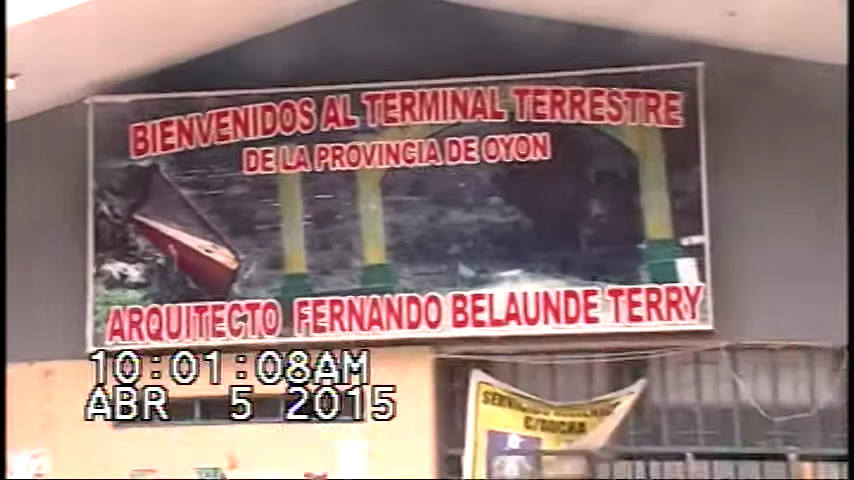 BIENVENIDOS AL TERMINAL TERRESTRE
DE LA PROVINCIA DE OYON
ARQUITECTO FERNANDO BELAUNDE TERRY
10:01:08AM
ABR 5 2015